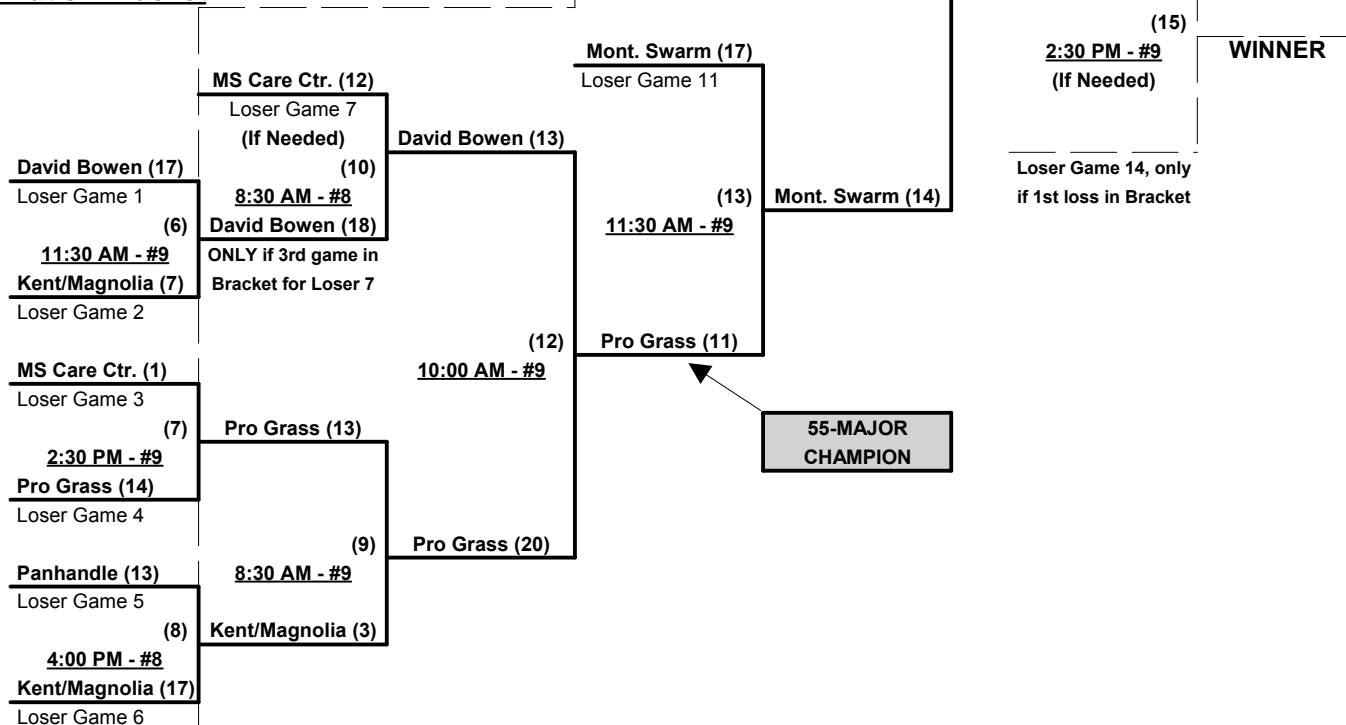 (15)
Mont. Swarm (17)
2:30 PM - #9
WINNER
Loser Game 11
(If Needed)
MS Care Ctr. (12)
Loser Game 7
(If Needed)
David Bowen (13)
David Bowen (17)
(10)
Loser Game 14, only
Loser Game 1
8:30 AM - #8
(13)
Mont. Swarm (14)
if 1st loss in Bracket
(6)
David Bowen (18)
11:30 AM - #9
11:30 AM - #9
ONLY if 3rd game in
Kent/Magnolia (7)
Bracket for Loser 7
Loser Game 2
(12)
Pro Grass (11)
MS Care Ctr. (1)
10:00 AM - #9
Loser Game 3
(7)
Pro Grass (13)
55-MAJOR
2:30 PM - #9
CHAMPION
Pro Grass (14)
Loser Game 4
(9)
Pro Grass (20)
Panhandle (13)
8:30 AM - #9
Loser Game 5
(8)
Kent/Magnolia (3)
4:00 PM - #8
Kent/Magnolia (17)
Loser Game 6